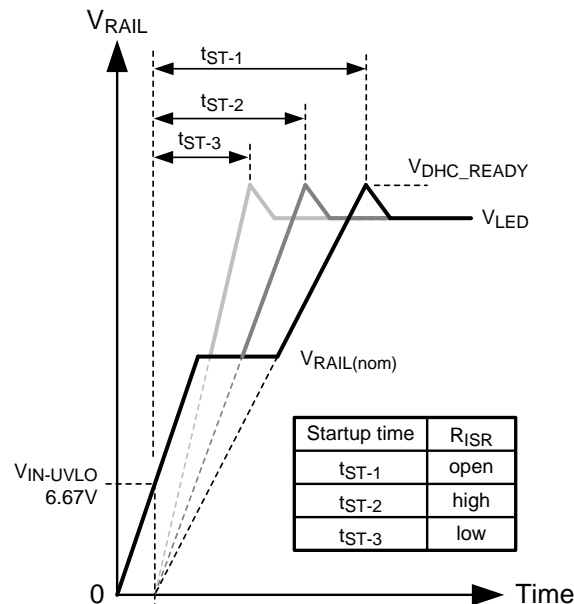 VRAIL
tST-1
tST-2
tST-3
VDHC_READY
VLED
VRAIL(nom)
Startup time RISR
tST-1 open
tST-2 high
tST-3 low
VIN-UVLO
6.67V
0
Time